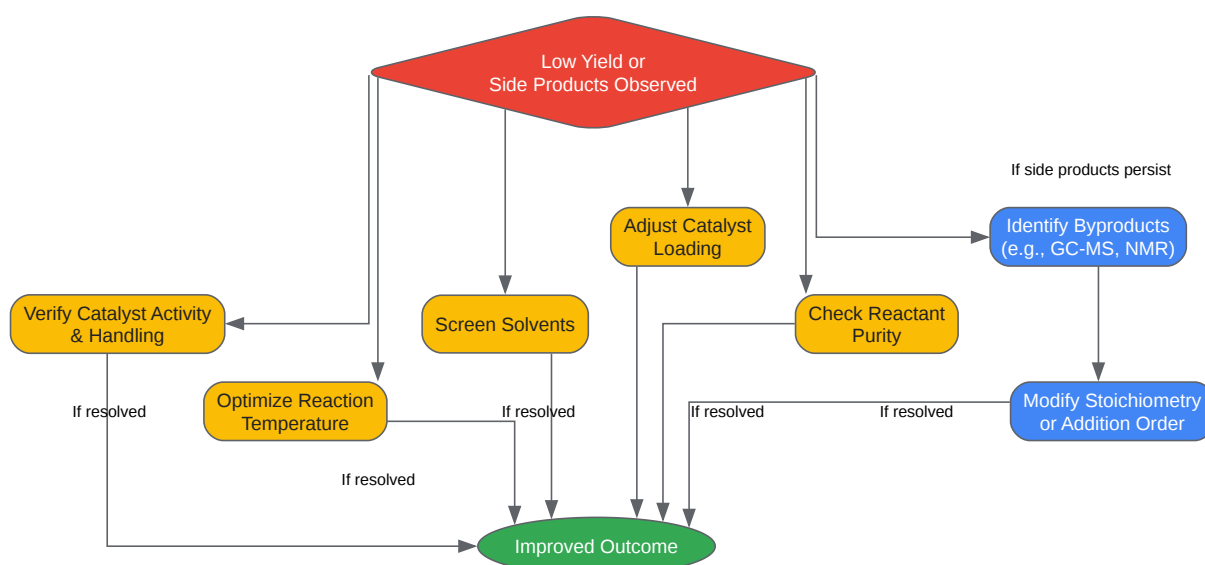 Low Yield or
Side Products Observed
If side products persist
Adjust Catalyst
Loading
Identify Byproducts
(e.g., GC-MS, NMR)
Verify Catalyst Activity
& Handling
Screen Solvents
Check Reactant
Purity
Optimize Reaction
Temperature
Modify Stoichiometry
or Addition Order
If resolved
If resolved
If resolved
If resolved
If resolved
Improved Outcome